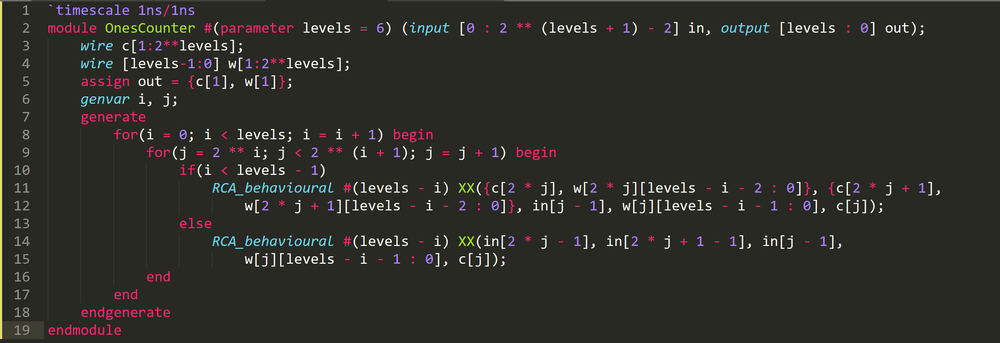 1 `timescale 1ns/1ns
2 module OnesCounter #(parameter levels = 6) (input [0 : 2 ** (levels + 1) - 2] in, output [levels : 0] out);
3     wire c[1:2**levels];
4     wire [levels-1:0] w[1:2**levels];
5     assign out = {c[1], w[1]};
6     genvar i, j;
7     generate
8         for(i = 0; i < levels; i = i + 1) begin
9             for(j = 2 ** i; j < 2 ** (i + 1); j = j + 1) begin
10                 if(i < levels - 1)
11                     RCA_behavioural #(levels - i) XX({c[2 * j], w[2 * j][levels - i - 2 : 0]}, {c[2 * j + 1],
12                         w[2 * j + 1][levels - i - 2 : 0]}, in[j - 1], w[j][levels - i - 1 : 0], c[j]);
13                 else
14                     RCA_behavioural #(levels - i) XX(in[2 * j - 1], in[2 * j + 1 - 1], in[j - 1],
15                         w[j][levels - i - 1 : 0], c[j]);
16             end
17         end
18     endgenerate
19 endmodule